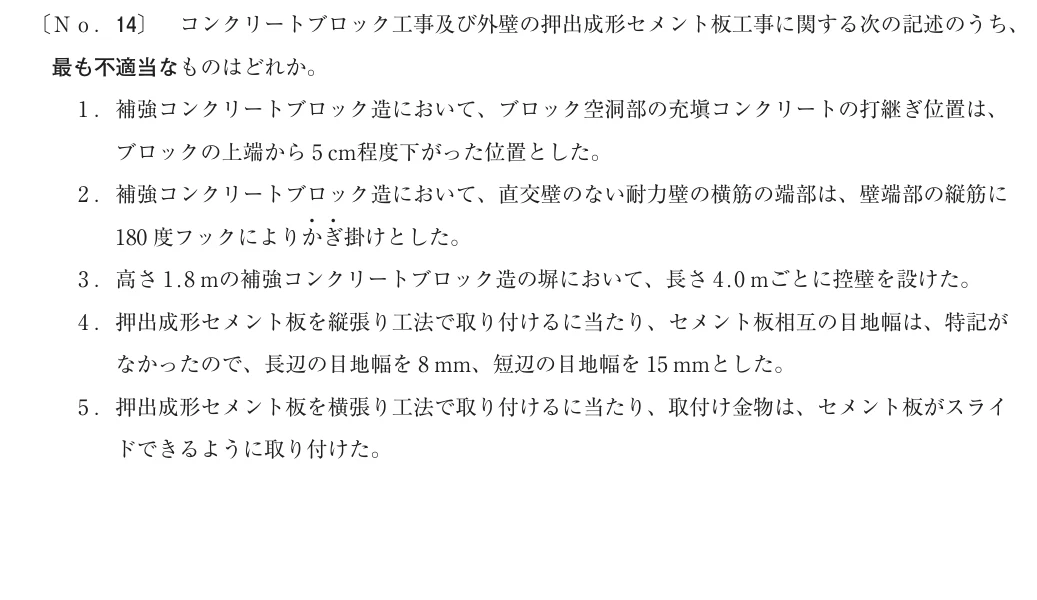 〔Ｎｏ．14〕　コンクリートブロック工事及び外壁の押出成形セメント板工事に関する次の記述のうち、
最も不適当なものはどれか。
１．補強コンクリートブロック造において、ブロック空洞部の充塡コンクリートの打継ぎ位置は、
ブロックの上端から５cm程度下がった位置とした。
２．補強コンクリートブロック造において、直交壁のない耐力壁の横筋の端部は、壁端部の縦筋に
180 度フックによりかぎ掛けとした。
３．高さ 1.8 mの補強コンクリートブロック造の塀において、長さ 4.0 mごとに控壁を設けた。
４．押出成形セメント板を縦張り工法で取り付けるに当たり、セメント板相互の目地幅は、特記が
なかったので、長辺の目地幅を 8 mm、短辺の目地幅を 15 mmとした。
５．押出成形セメント板を横張り工法で取り付けるに当たり、取付け金物は、セメント板がスライ
ドできるように取り付けた。